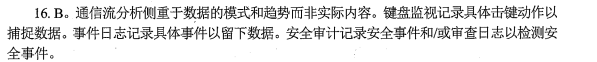 16. B。通信流分析侧重于数据的模式和趋势而非实际内容。键盘监视记录具体击键动作以
捕捉数据。事件日志记录具体事件以留下数据。安全审计记录安全事件和/或审查日志以检测安
全事件。